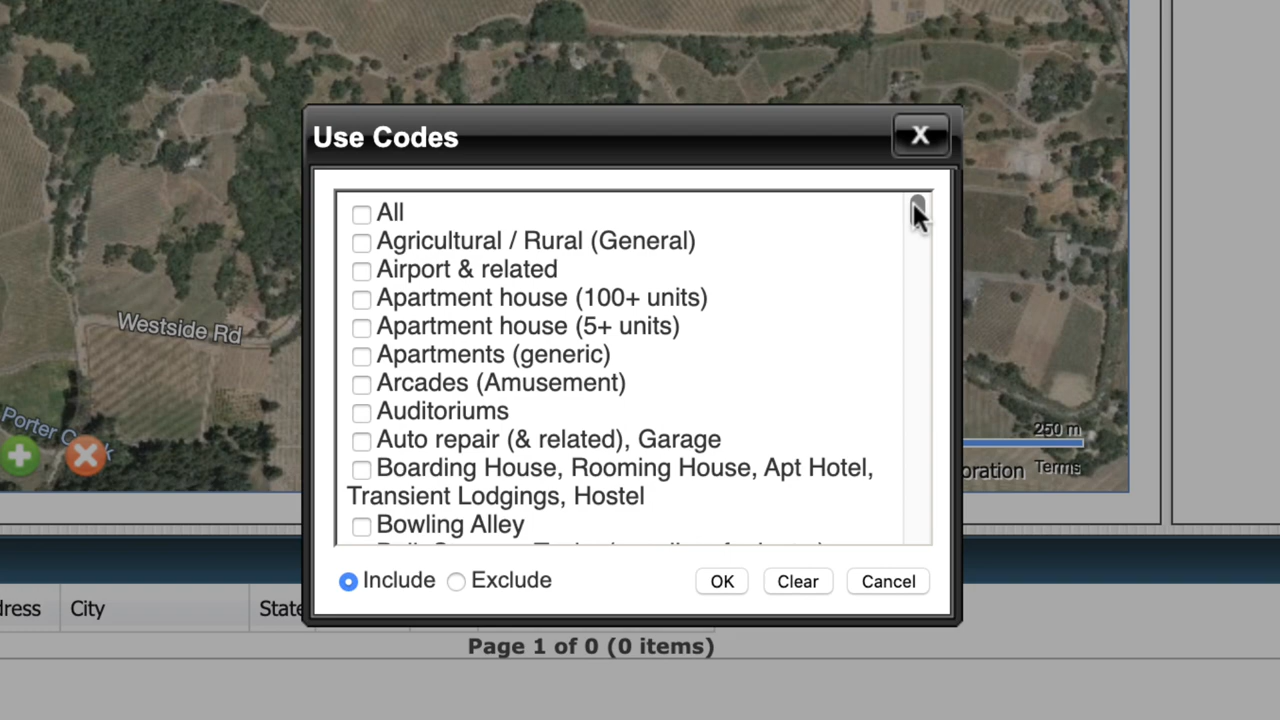 Use Codes
X
All
Agricultural / Rural (General)
Airport & related
Apartment house (100+ units)
Apartment house (5+ units)
Apartments (generic)
Arcades (Amusement)
Auditoriums
Auto repair (& related), Garage
Boarding House, Rooming House, Apt Hotel,
Transient Lodgings, Hostel
Bowling Alley
Include Exclude OK Clear Cancel
Westside Rd
Porter
250 m
oration Terms
dress City State
Page 1 of 0 (0 items)